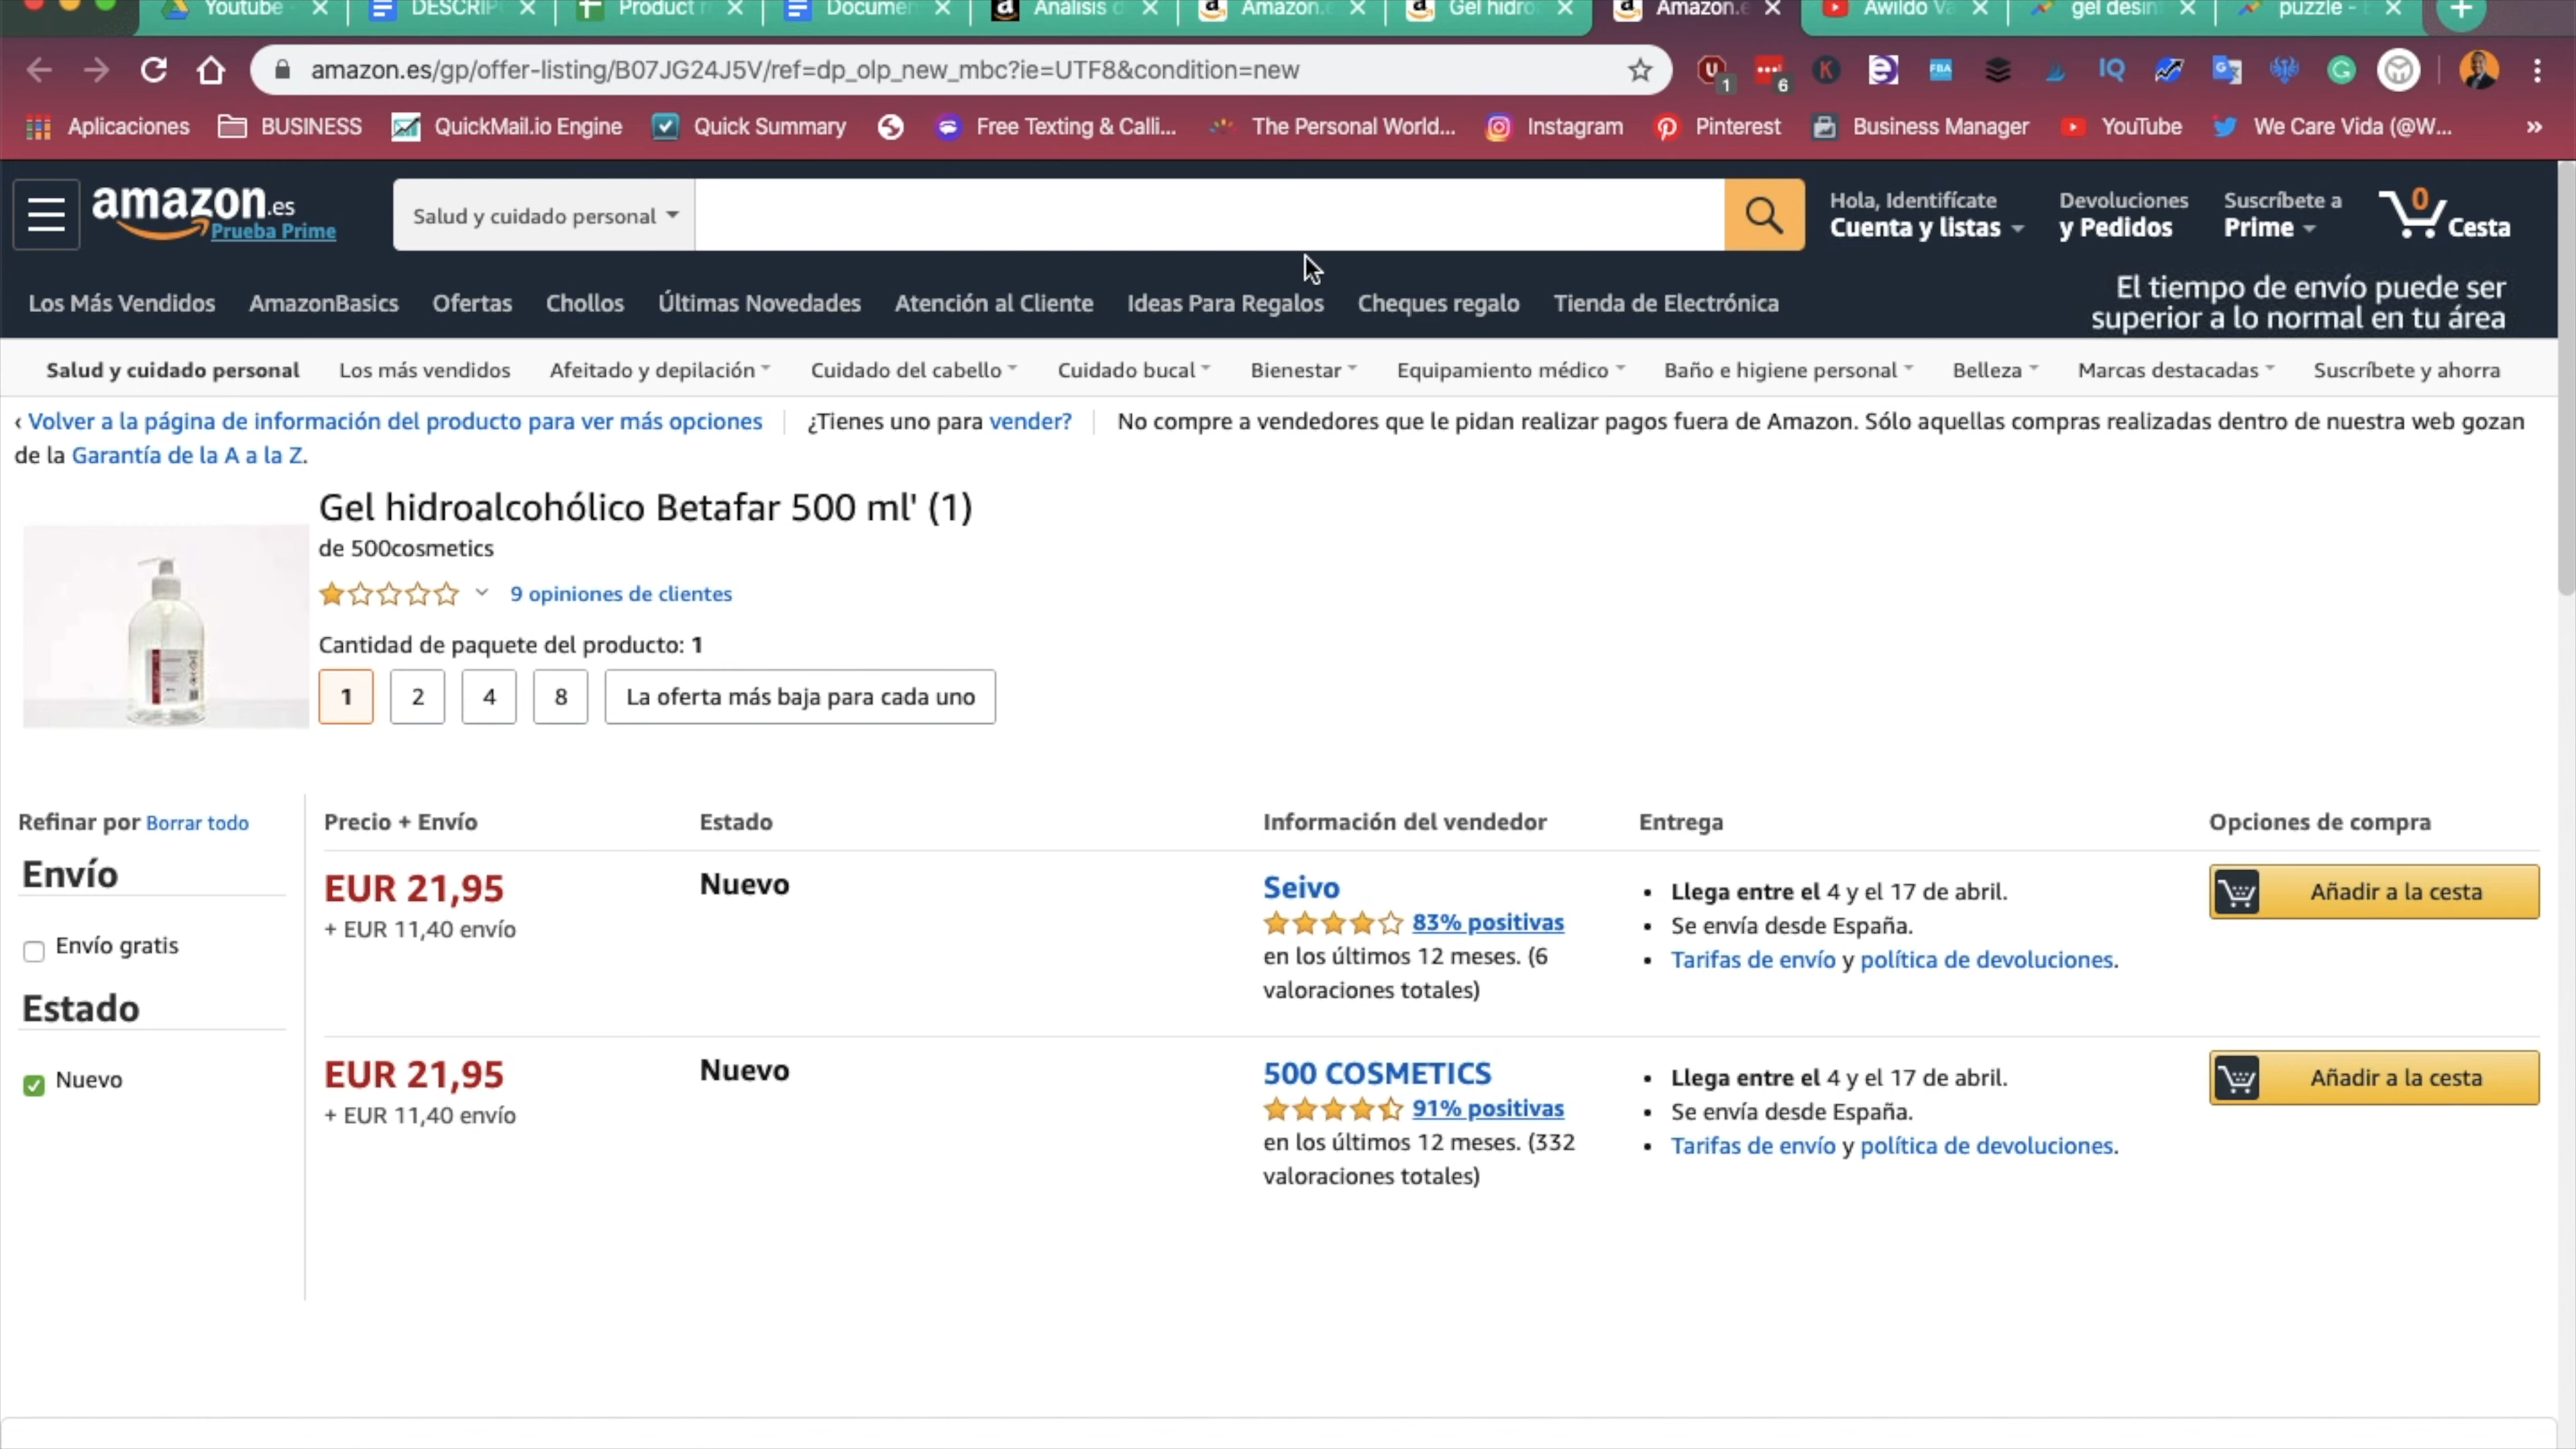 Youtube
DESCRIP
Product r
Documen
Análisis d
Amazon.e
Gel hidro
Amazon.e
Awildo Va
gel desin
puzzle -
amazon.es/gp/offer-listing/B07JG24J5V/ref=dp_olp_new_mbc?ie=UTF8&condition=new
1
6
K
FBA
IQ
Aplicaciones
BUSINESS
QuickMail.io Engine
Quick Summary
Free Texting & Calli...
The Personal World...
Instagram
Pinterest
Business Manager
YouTube
We Care Vida (@W...
»
amazon.es
Prueba Prime
Salud y cuidado personal
Hola, Identifícate
Cuenta y listas
Devoluciones
y Pedidos
Suscríbete a
Prime
0
Cesta
Los Más Vendidos
AmazonBasics
Ofertas
Chollos
Últimas Novedades
Atención al Cliente
Ideas Para Regalos
Cheques regalo
Tienda de Electrónica
El tiempo de envío puede ser
superior a lo normal en tu área
Salud y cuidado personal
Los más vendidos
Afeitado y depilación
Cuidado del cabello
Cuidado bucal
Bienestar
Equipamiento médico
Baño e higiene personal
Belleza
Marcas destacadas
Suscríbete y ahorra
‹ Volver a la página de información del producto para ver más opciones
¿Tienes uno para vender?
No compre a vendedores que le pidan realizar pagos fuera de Amazon. Sólo aquellas compras realizadas dentro de nuestra web gozan
de la Garantía de la A a la Z.
Gel hidroalcohólico Betafar 500 ml' (1)
de 500cosmetics
9 opiniones de clientes
Cantidad de paquete del producto: 1
1
2
4
8
La oferta más baja para cada uno
Refinar por Borrar todo
Envío
Envío gratis
Estado
Nuevo
Precio + Envío
Estado
Información del vendedor
Entrega
Opciones de compra
EUR 21,95
+ EUR 11,40 envío
Nuevo
Seivo
83% positivas
en los últimos 12 meses. (6
valoraciones totales)
• Llega entre el 4 y el 17 de abril.
• Se envía desde España.
• Tarifas de envío y política de devoluciones.
Añadir a la cesta
EUR 21,95
+ EUR 11,40 envío
Nuevo
500 COSMETICS
91% positivas
en los últimos 12 meses. (332
valoraciones totales)
• Llega entre el 4 y el 17 de abril.
• Se envía desde España.
• Tarifas de envío y política de devoluciones.
Añadir a la cesta